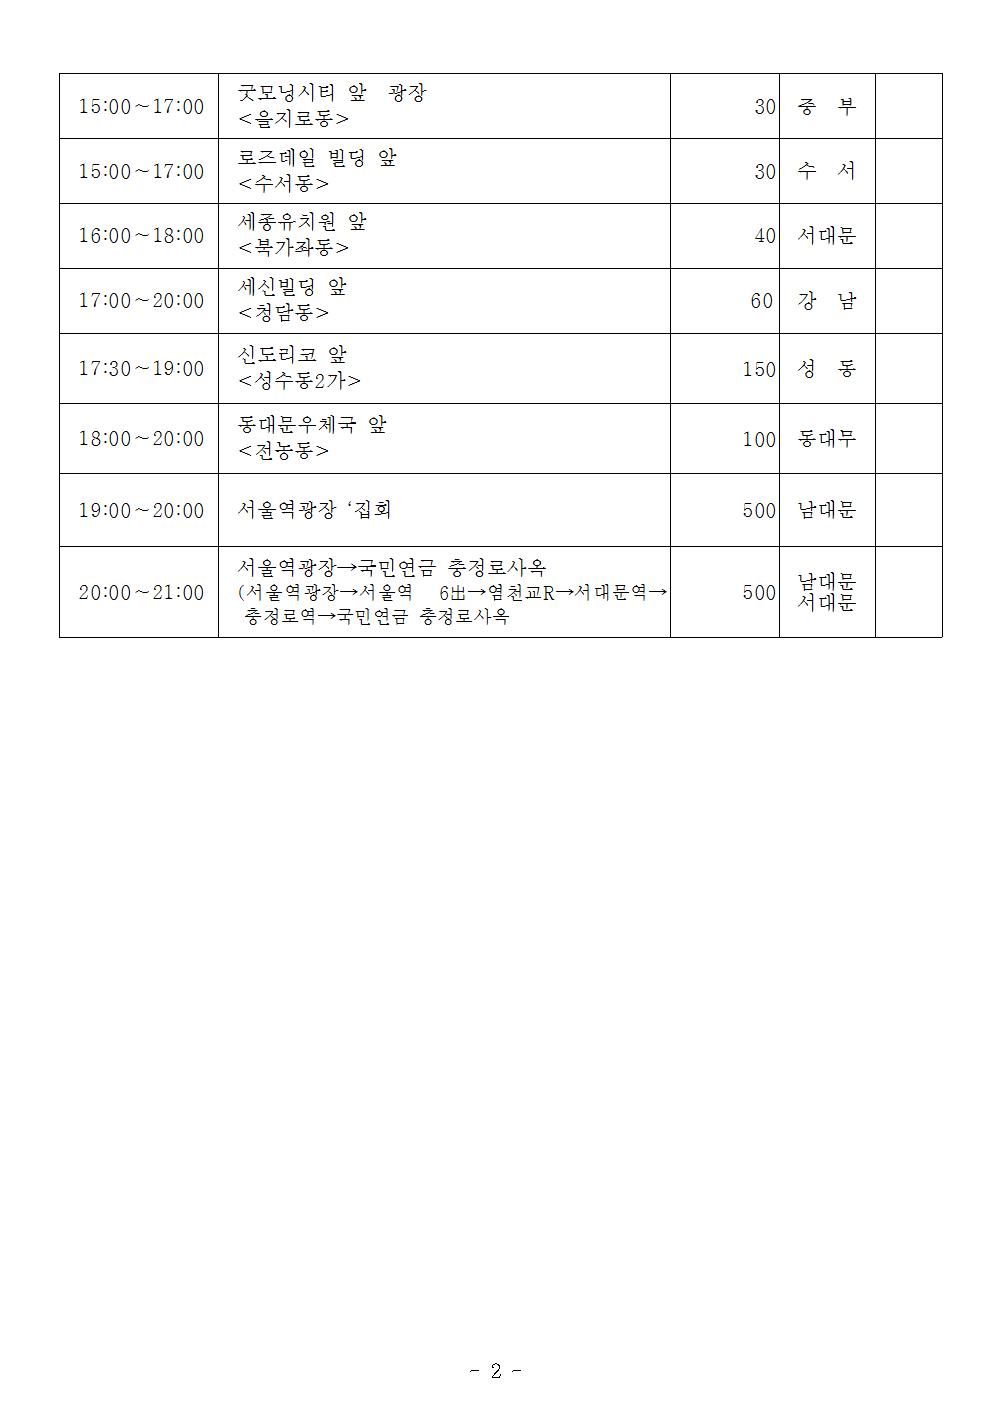 15:00~17:00 굿모닝시티 앞 광장 30 중 부
<을지로동>
15:00~17:00 로즈데일 빌딩 앞 30 수 서
<수서동>
16:00~18:00 세종유치원 앞 40 서대문
<북가좌동>
17:00~20:00 세신빌딩 앞 60 강 남
<청담동>
17:30~19:00 신도리코 앞 150 성 동
<성수동2가>
18:00~20:00 동대문우체국 앞 100 동대무
<전농동>
19:00~20:00 서울역광장 ‘집회 500 남대문
20:00~21:00 서울역광장→국민연금 충정로사옥 500 남대문
(서울역광장→서울역 6出→염천교R→서대문역→ 서대문
충정로역→국민연금 충정로사옥
- 2 -